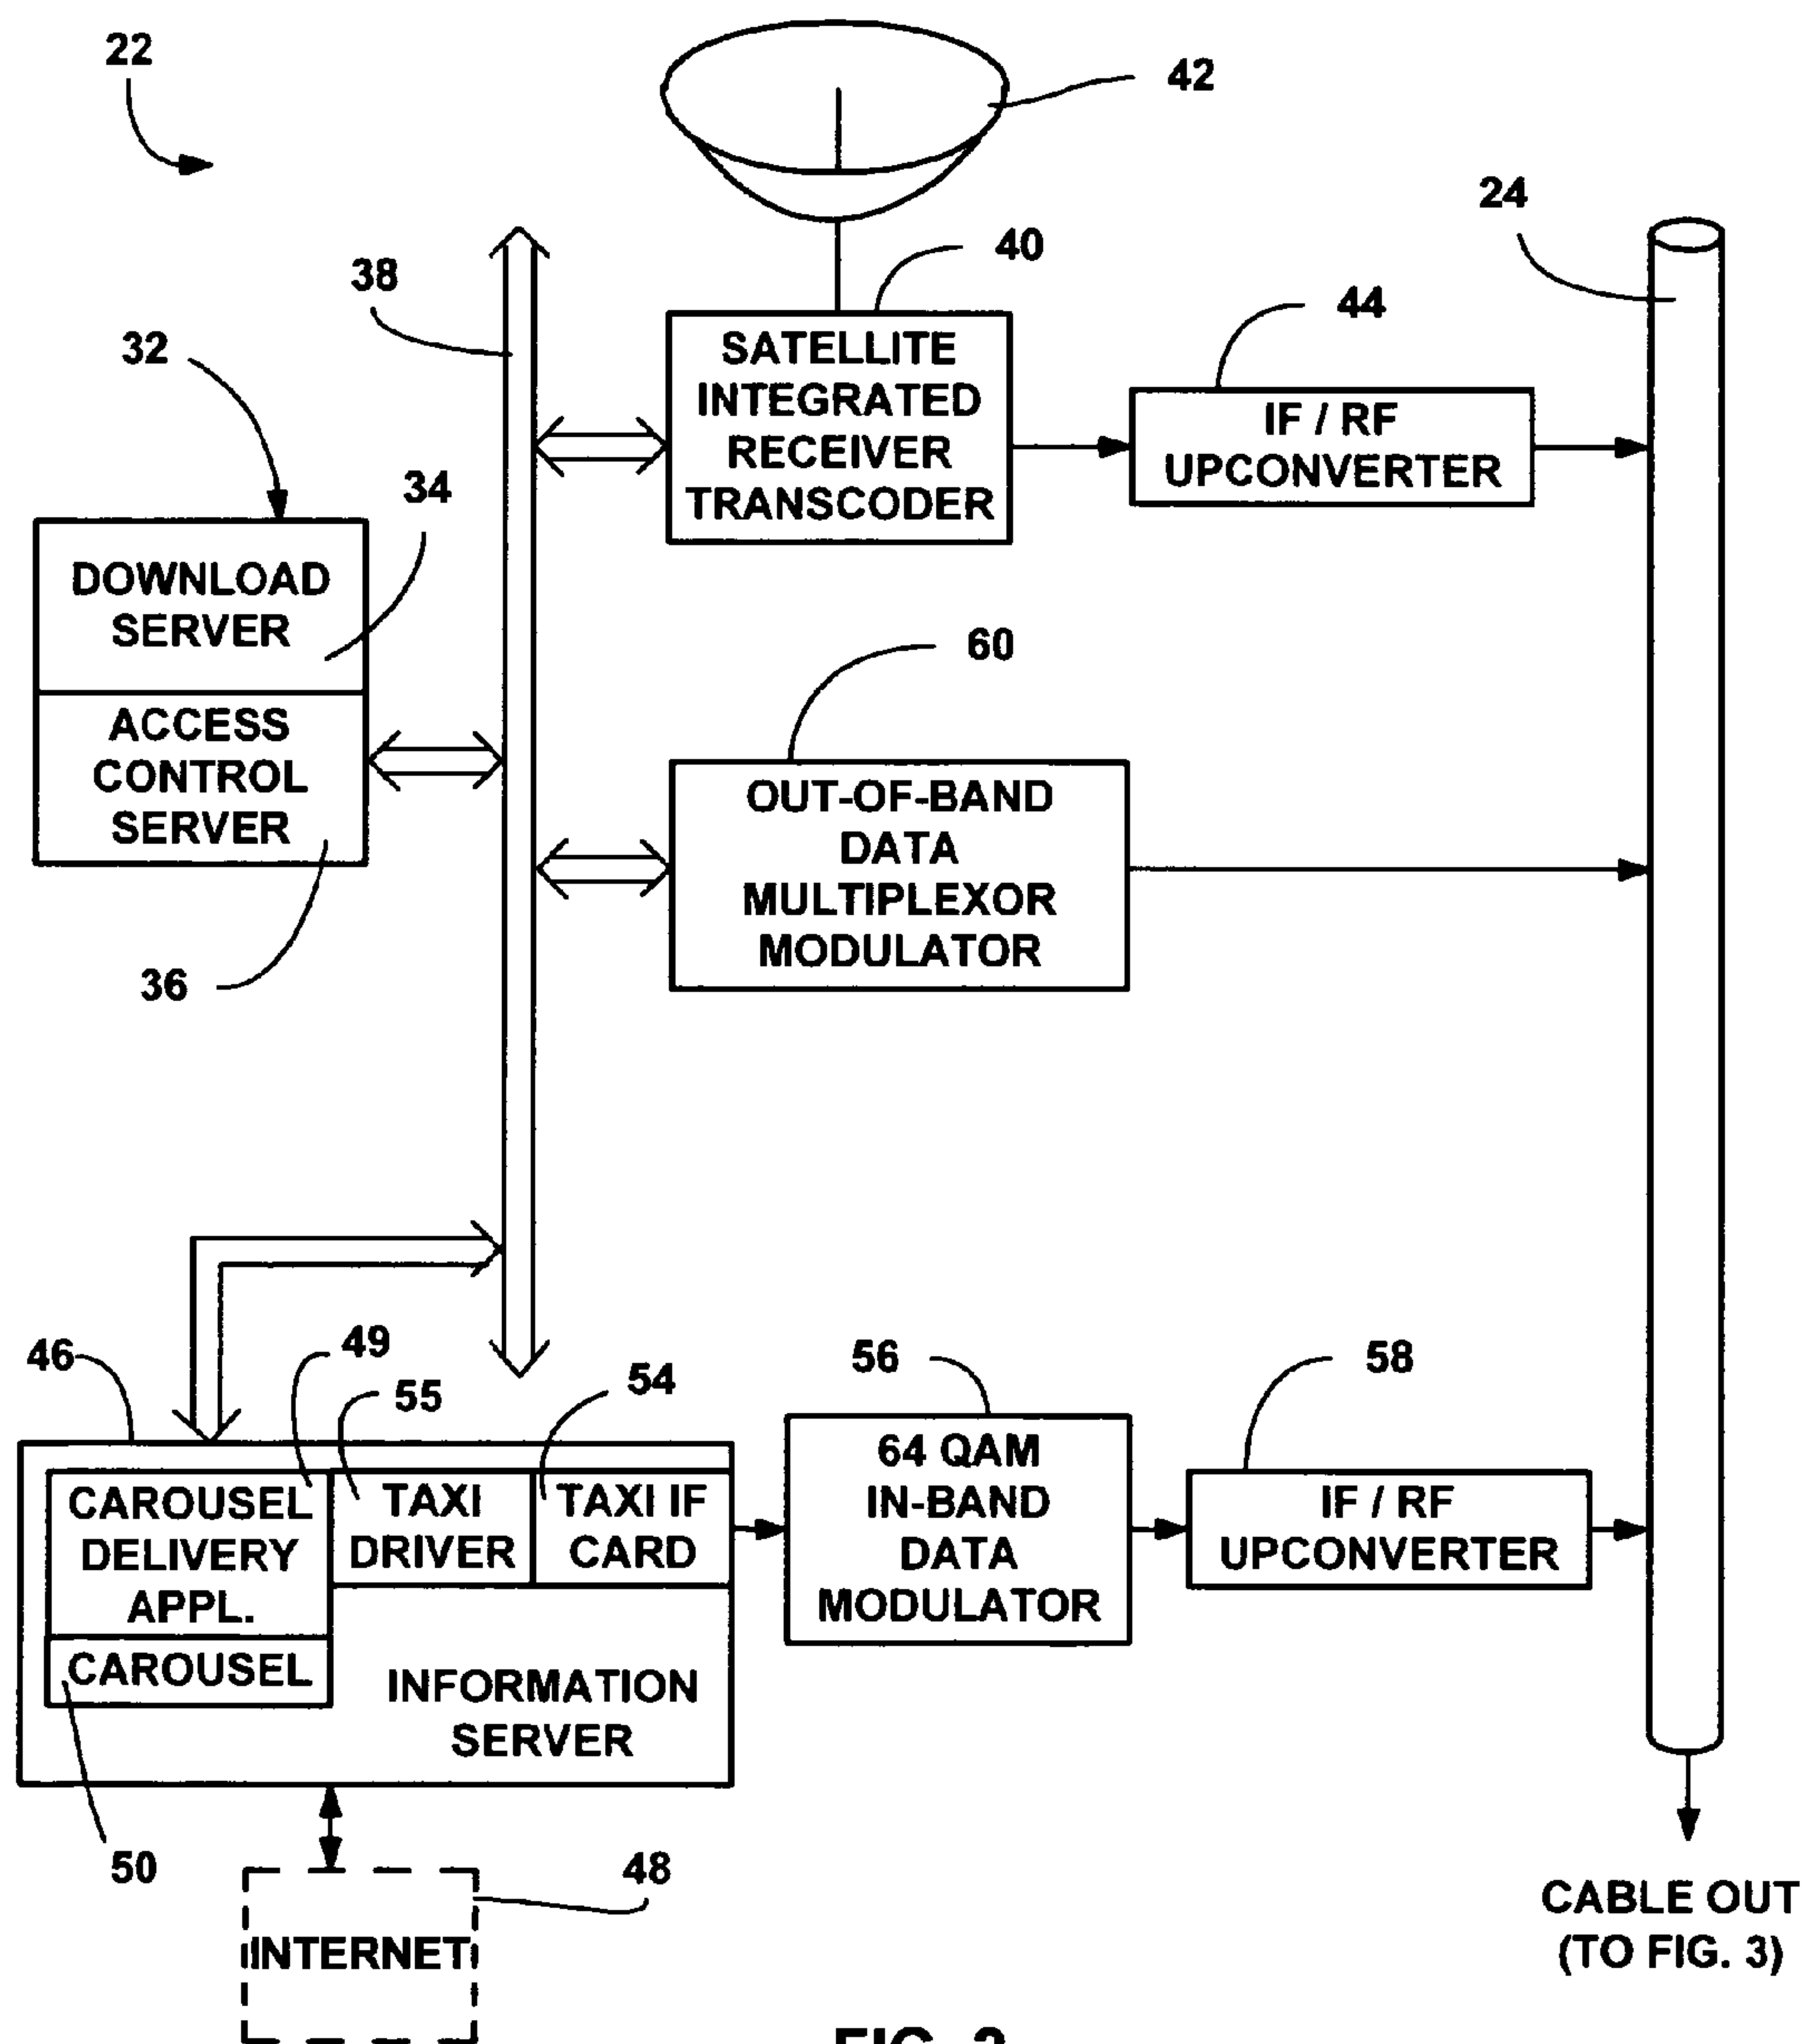 22
42
24
38
40
44
32
SATELLITE
INTEGRATED
RECEIVER
TRANSCODER
IF / RF
UPCONVERTER
34
DOWNLOAD
SERVER
60
ACCESS
CONTROL
SERVER
OUT-OF-BAND
DATA
MULTIPLEXOR
MODULATOR
36
46
49
55
54
56
58
CAROUSEL
DELIVERY
APPL.
TAXI
DRIVER
TAXI IF
CARD
64 QAM
IN-BAND
DATA
MODULATOR
IF / RF
UPCONVERTER
CAROUSEL
INFORMATION
SERVER
50
48
INTERNET
CABLE OUT
(TO FIG. 3)
FIG. 2